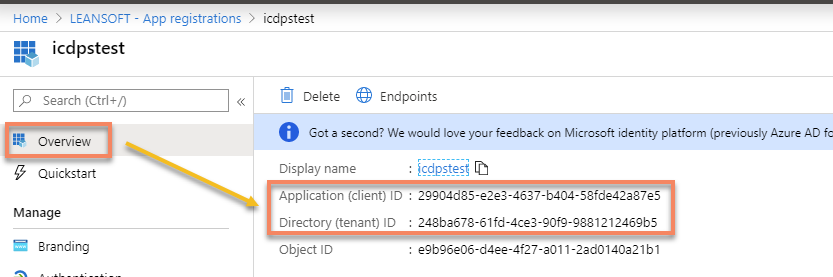 Home > LEANSOFT - App registrations > icdpstest
icdpstest
Search (Ctrl+/)
«
Delete
Endpoints
Overview
Quickstart
Manage
Branding
Got a second? We would love your feedback on Microsoft identity platform (previously Azure AD fo
Display name : icdpstest
Application (client) ID : 29904d85-e2e3-4637-b404-58fde42a87e5
Directory (tenant) ID : 248ba678-61fd-4ce3-90f9-9881212469b5
Object ID : e9b96e06-d4ee-4f27-a011-2ad0140a21b1